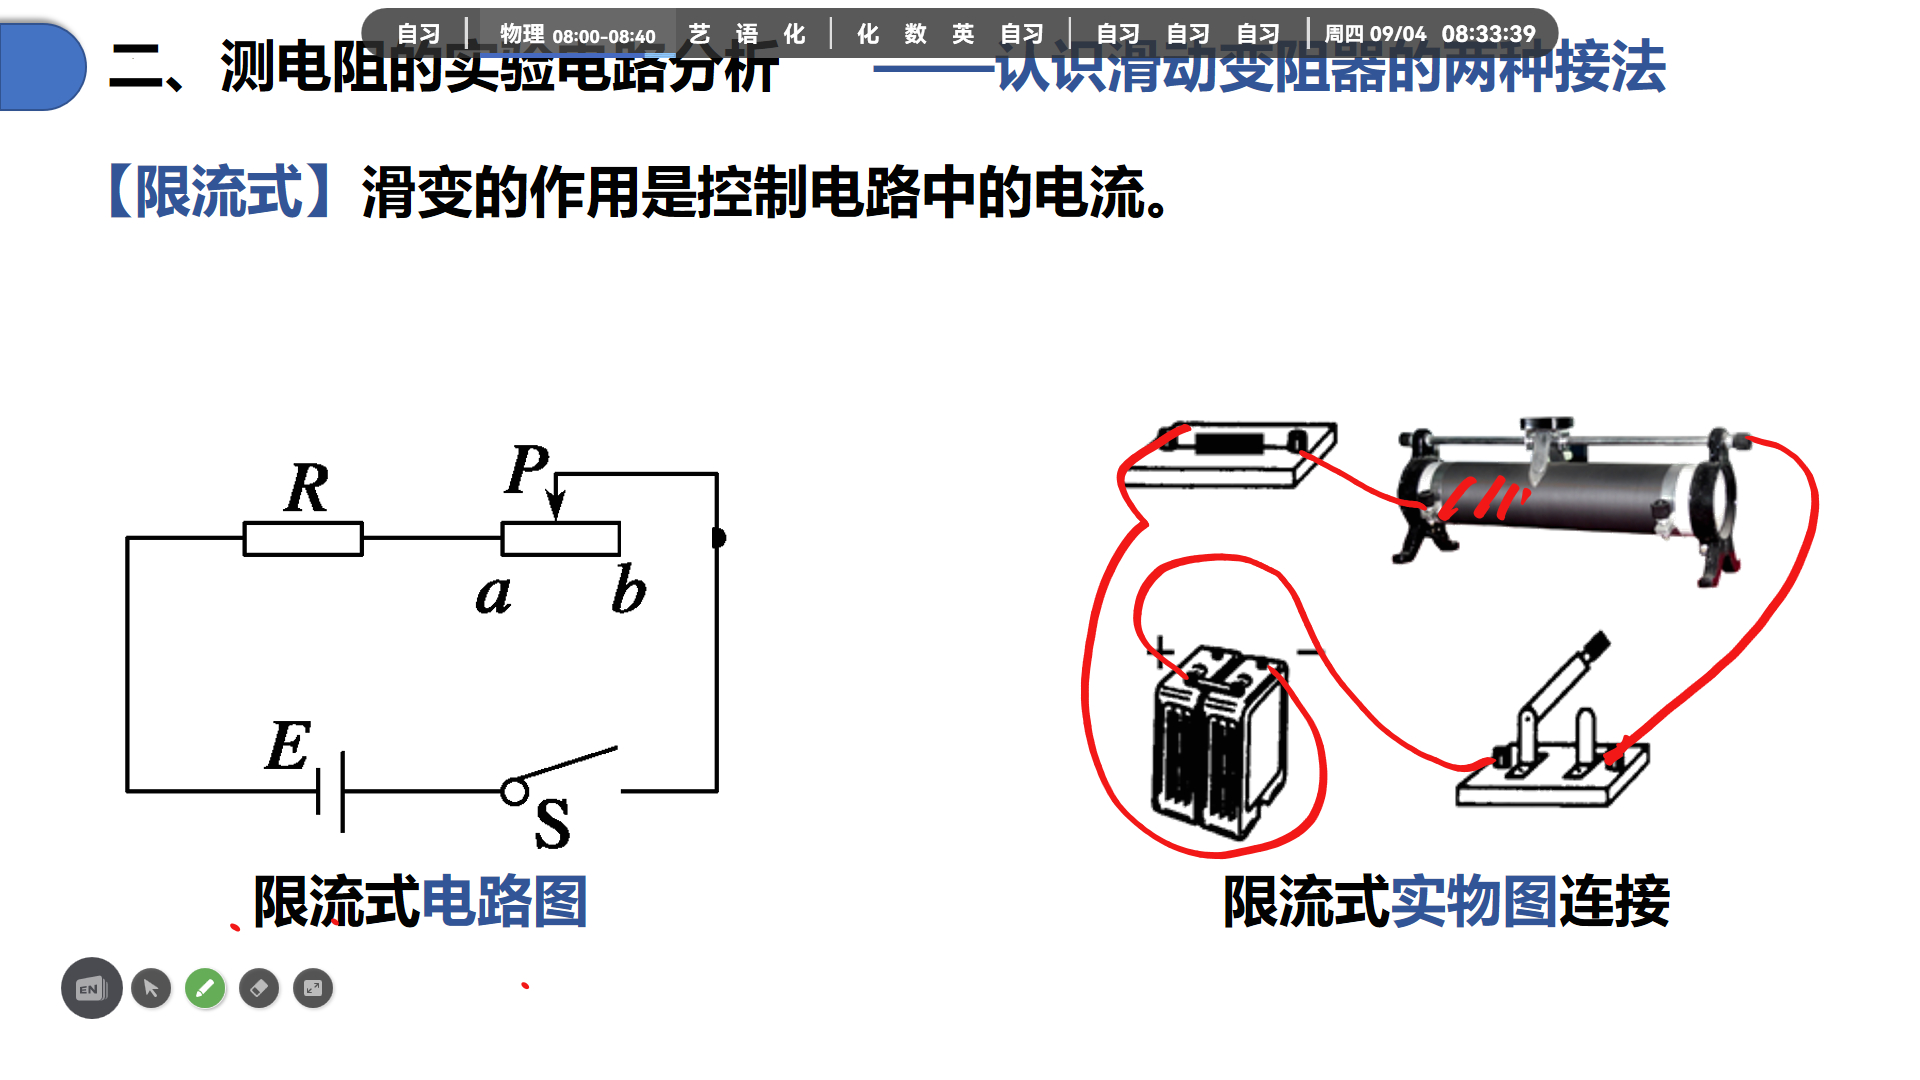 自习 物理 08:00-08:40 艺 语 化 化 数 英 自习 自习 自习 自习 周四 09/04 08:33:39
二、测电阻的实验电路分析 ——认识滑动变阻器的两种接法
【限流式】滑变的作用是控制电路中的电流。
R P
a b
+ −
E
S
限流式电路图 限流式实物图连接
EN